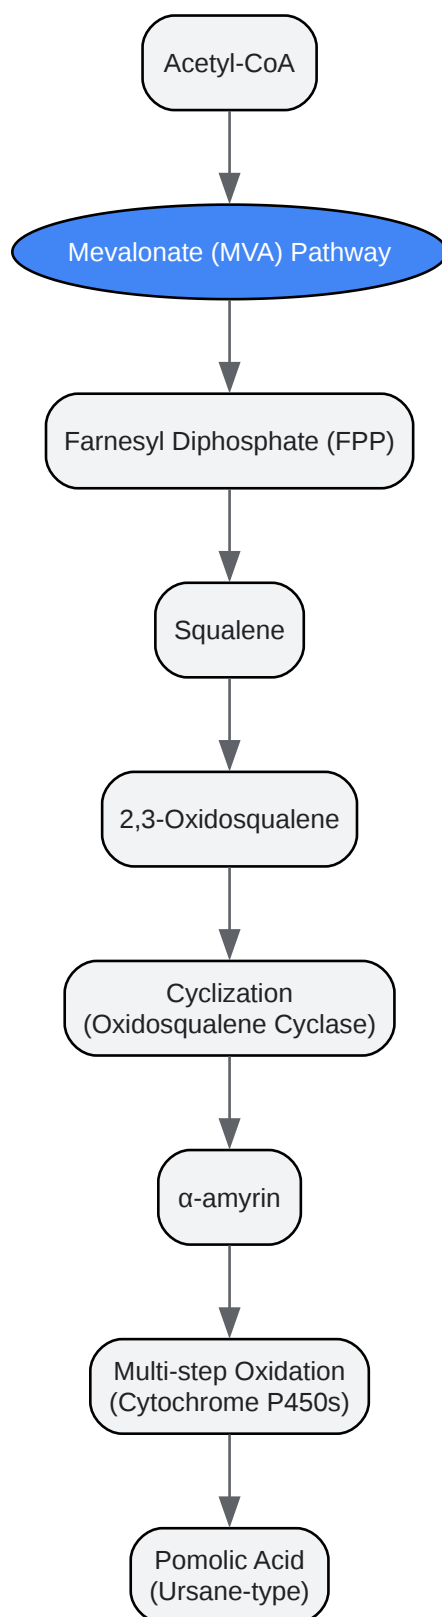 Acetyl-CoA
Mevalonate (MVA) Pathway
Farnesyl Diphosphate (FPP)
Squalene
2,3-Oxidosqualene
Cyclization
(Oxidosqualene Cyclase)
α-amyrin
Multi-step Oxidation
(Cytochrome P450s)
Pomolic Acid
(Ursane-type)